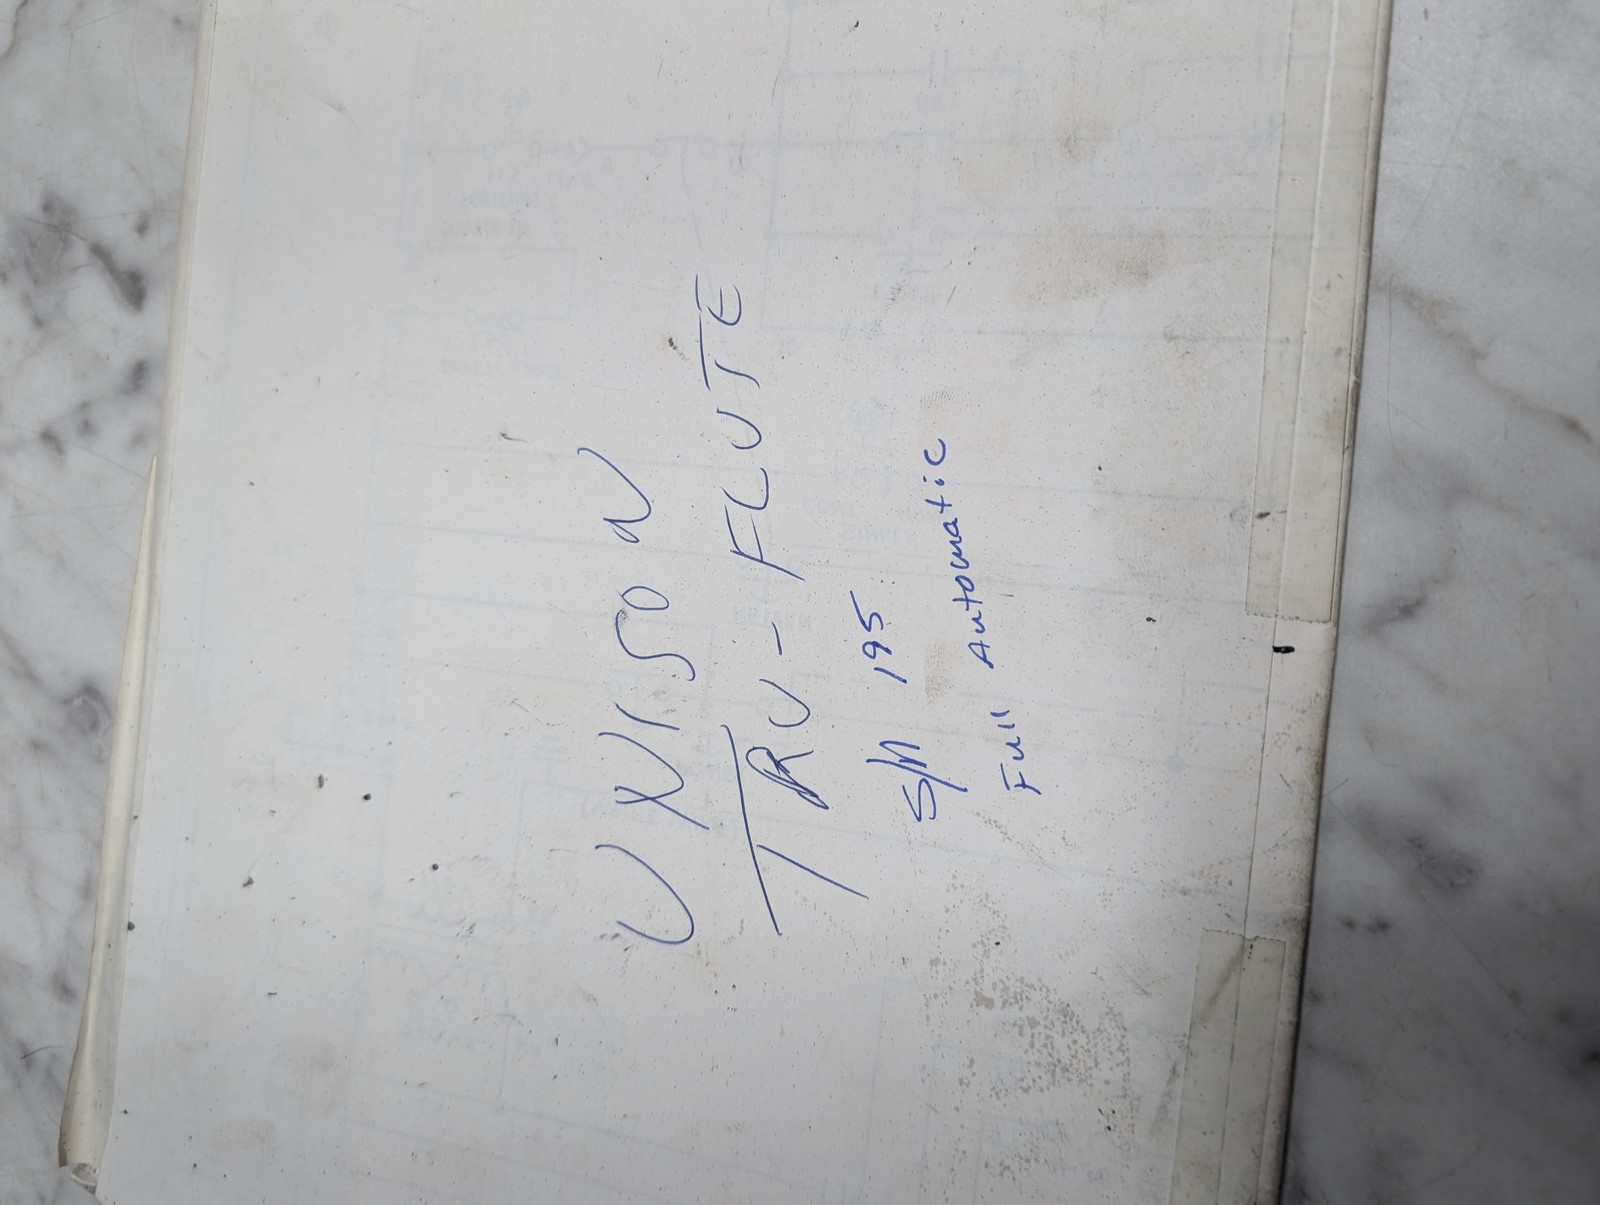 UNISON
TRU-FLUTE
S/n 195
Full Automatic